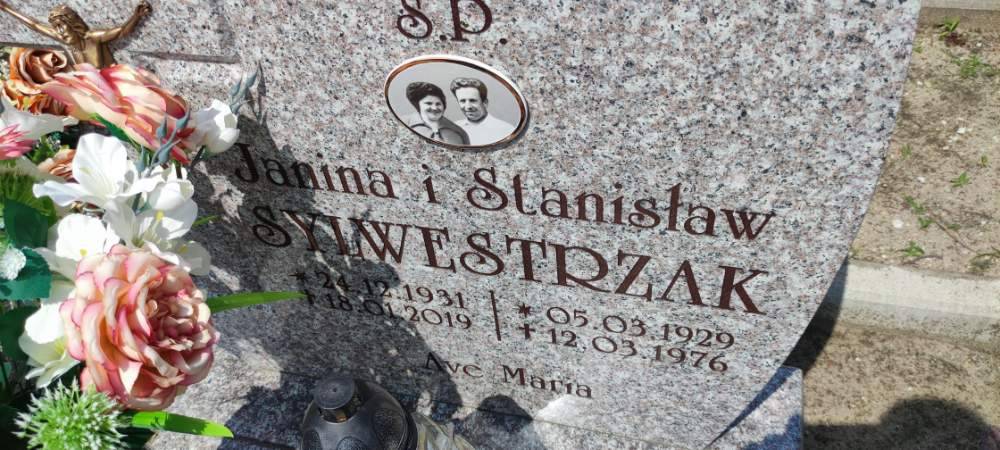 Ś.P.
Janina i Stanisław
SYLWESTRZAK
* 24.12.1931 * 05.03.1929
✝ 18.01.2019 ✝ 12.03.1976
Ave Maria